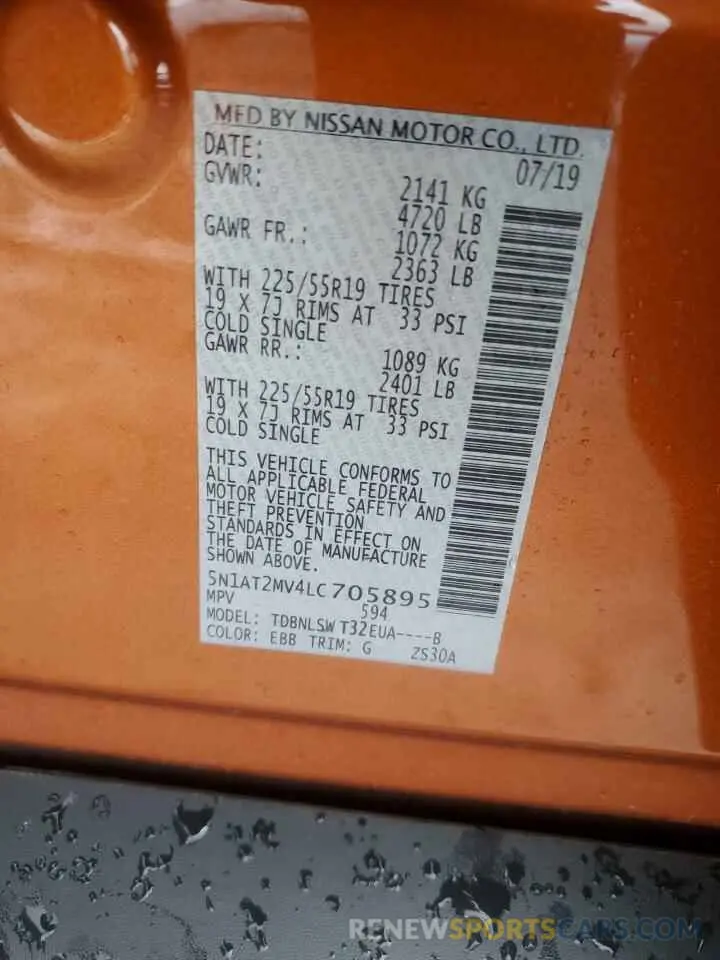 MFD BY NISSAN MOTOR CO., LTD.
DATE: 07/19
GVWR: 2141 KG
4720 LB
GAWR FR.: 1072 KG
2363 LB
WITH 225/55R19 TIRES
19 X 7J RIMS AT 33 PSI
COLD SINGLE
GAWR RR.: 1089 KG
2401 LB
WITH 225/55R19 TIRES
19 X 7J RIMS AT 33 PSI
COLD SINGLE
THIS VEHICLE CONFORMS TO
ALL APPLICABLE FEDERAL
MOTOR VEHICLE SAFETY AND
THEFT PREVENTION
STANDARDS IN EFFECT ON
THE DATE OF MANUFACTURE
SHOWN ABOVE.
5N1AT2MV4LC705895
MPV 594
MODEL: TDBNLSW T32EUA----B
COLOR: EBB TRIM: G ZS30A
RENEWSPORTSCARS.COM